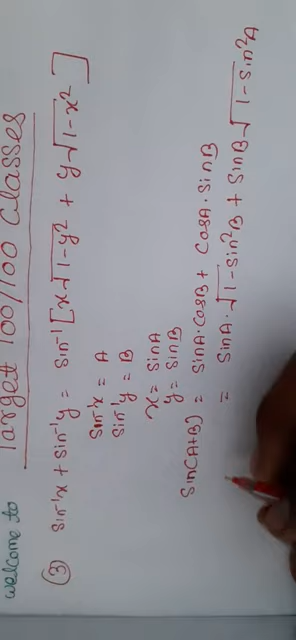 welcome to Target 100/100 Classes
(3) Sin⁻¹x + Sin⁻¹y = Sin⁻¹[x√1-y² + y√1-x²]
Sin⁻¹x = A
Sin⁻¹y = B
x = SinA
y = SinB
Sin(A+B) = SinA·CosB + CosA·SinB
= SinA·√1-Sin²B + SinB√1-Sin²A